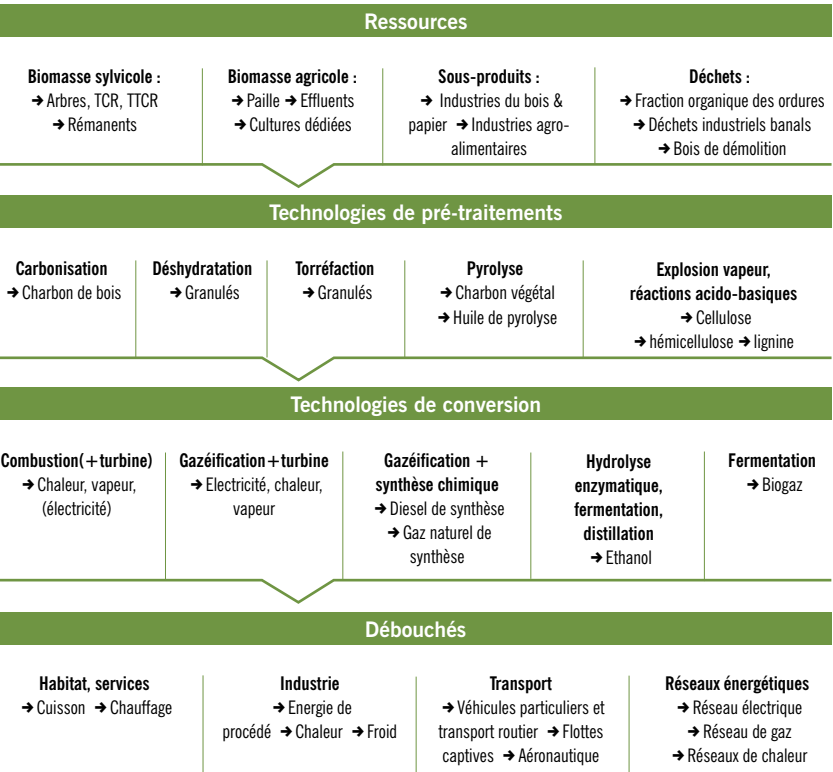 Ressources
Biomasse sylvicole :
➔ Arbres, TCR, TTCR
➔ Rémanents
Biomasse agricole :
➔ Paille ➔ Effluents
➔ Cultures dédiées
Sous-produits :
➔ Industries du bois &
papier ➔ Industries agro-
alimentaires
Déchets :
➔ Fraction organique des ordures
➔ Déchets industriels banals
➔ Bois de démolition
Technologies de pré-traitements
Carbonisation
➔ Charbon de bois
Déshydratation
➔ Granulés
Torréfaction
➔ Granulés
Pyrolyse
➔ Charbon végétal
➔ Huile de pyrolyse
Explosion vapeur,
réactions acido-basiques
➔ Cellulose
➔ hémicellulose ➔ lignine
Technologies de conversion
Combustion(+turbine)
➔ Chaleur, vapeur,
(électricité)
Gazéification+turbine
➔ Electricité, chaleur,
vapeur
Gazéification +
synthèse chimique
➔ Diesel de synthèse
➔ Gaz naturel de
synthèse
Hydrolyse
enzymatique,
fermentation,
distillation
➔ Ethanol
Fermentation
➔ Biogaz
Débouchés
Habitat, services
➔ Cuisson ➔ Chauffage
Industrie
➔ Energie de
procédé ➔ Chaleur ➔ Froid
Transport
➔ Véhicules particuliers et
transport routier ➔ Flottes
captives ➔ Aéronautique
Réseaux énergétiques
➔ Réseau électrique
➔ Réseau de gaz
➔ Réseaux de chaleur